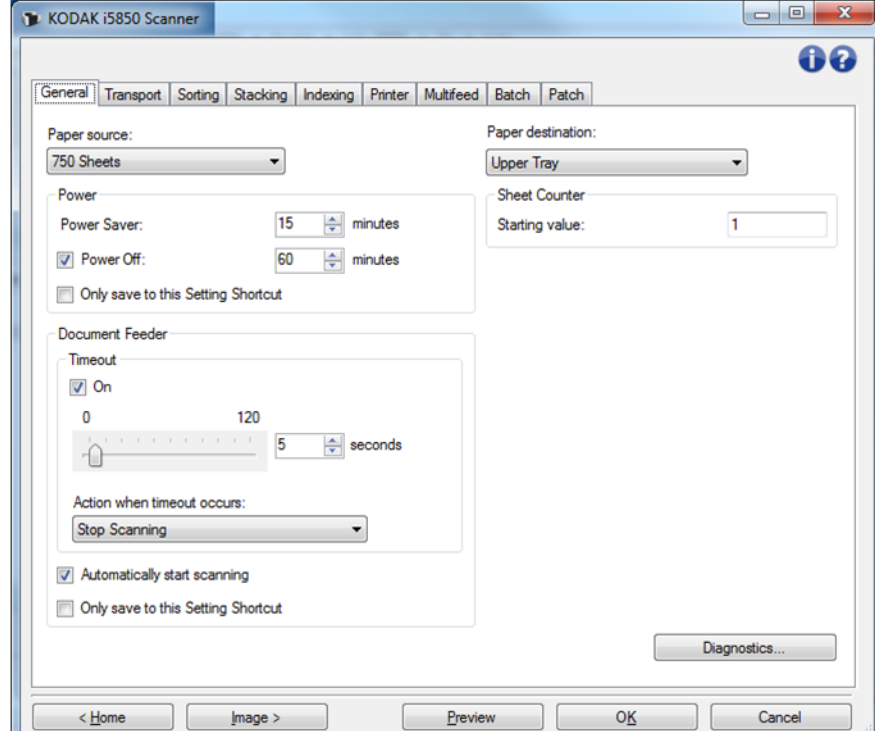 KODAK i5850 Scanner
General Transport Sorting Stacking Indexing Printer Multifeed Batch Patch
Paper source:
750 Sheets
Paper destination:
Upper Tray
Power
Power Saver: 15 minutes
Power Off: 60 minutes
Only save to this Setting Shortcut
Sheet Counter
Starting value: 1
Document Feeder
Timeout
On
0 120
5 seconds
Action when timeout occurs:
Stop Scanning
Automatically start scanning
Only save to this Setting Shortcut
Diagnostics...
< Home Image > Preview OK Cancel